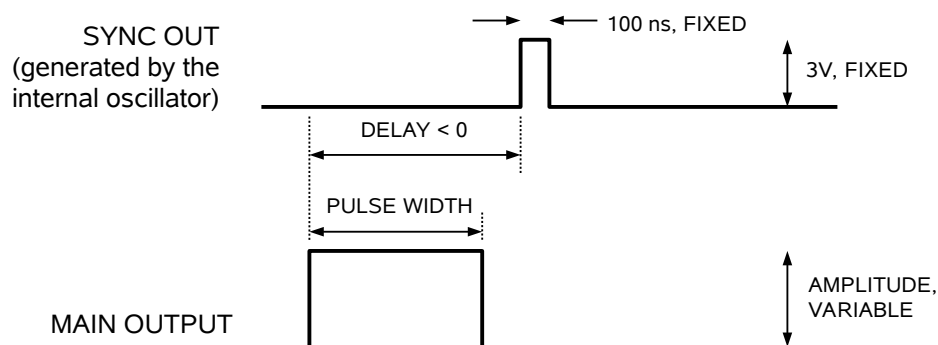 SYNC OUT
(generated by the
internal oscillator)
100 ns, FIXED
3V, FIXED
DELAY < 0
PULSE WIDTH
MAIN OUTPUT
AMPLITUDE,
VARIABLE